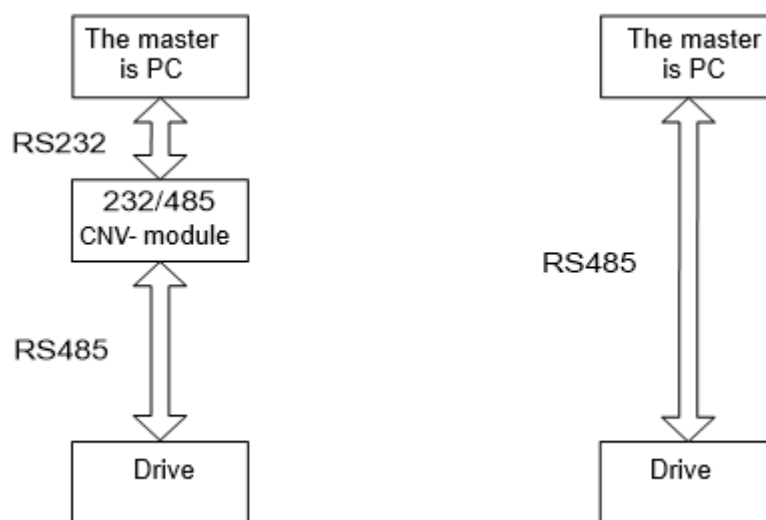 The master
is PC
RS232
232/485
CNV- module
RS485
Drive
The master
is PC
RS485
Drive